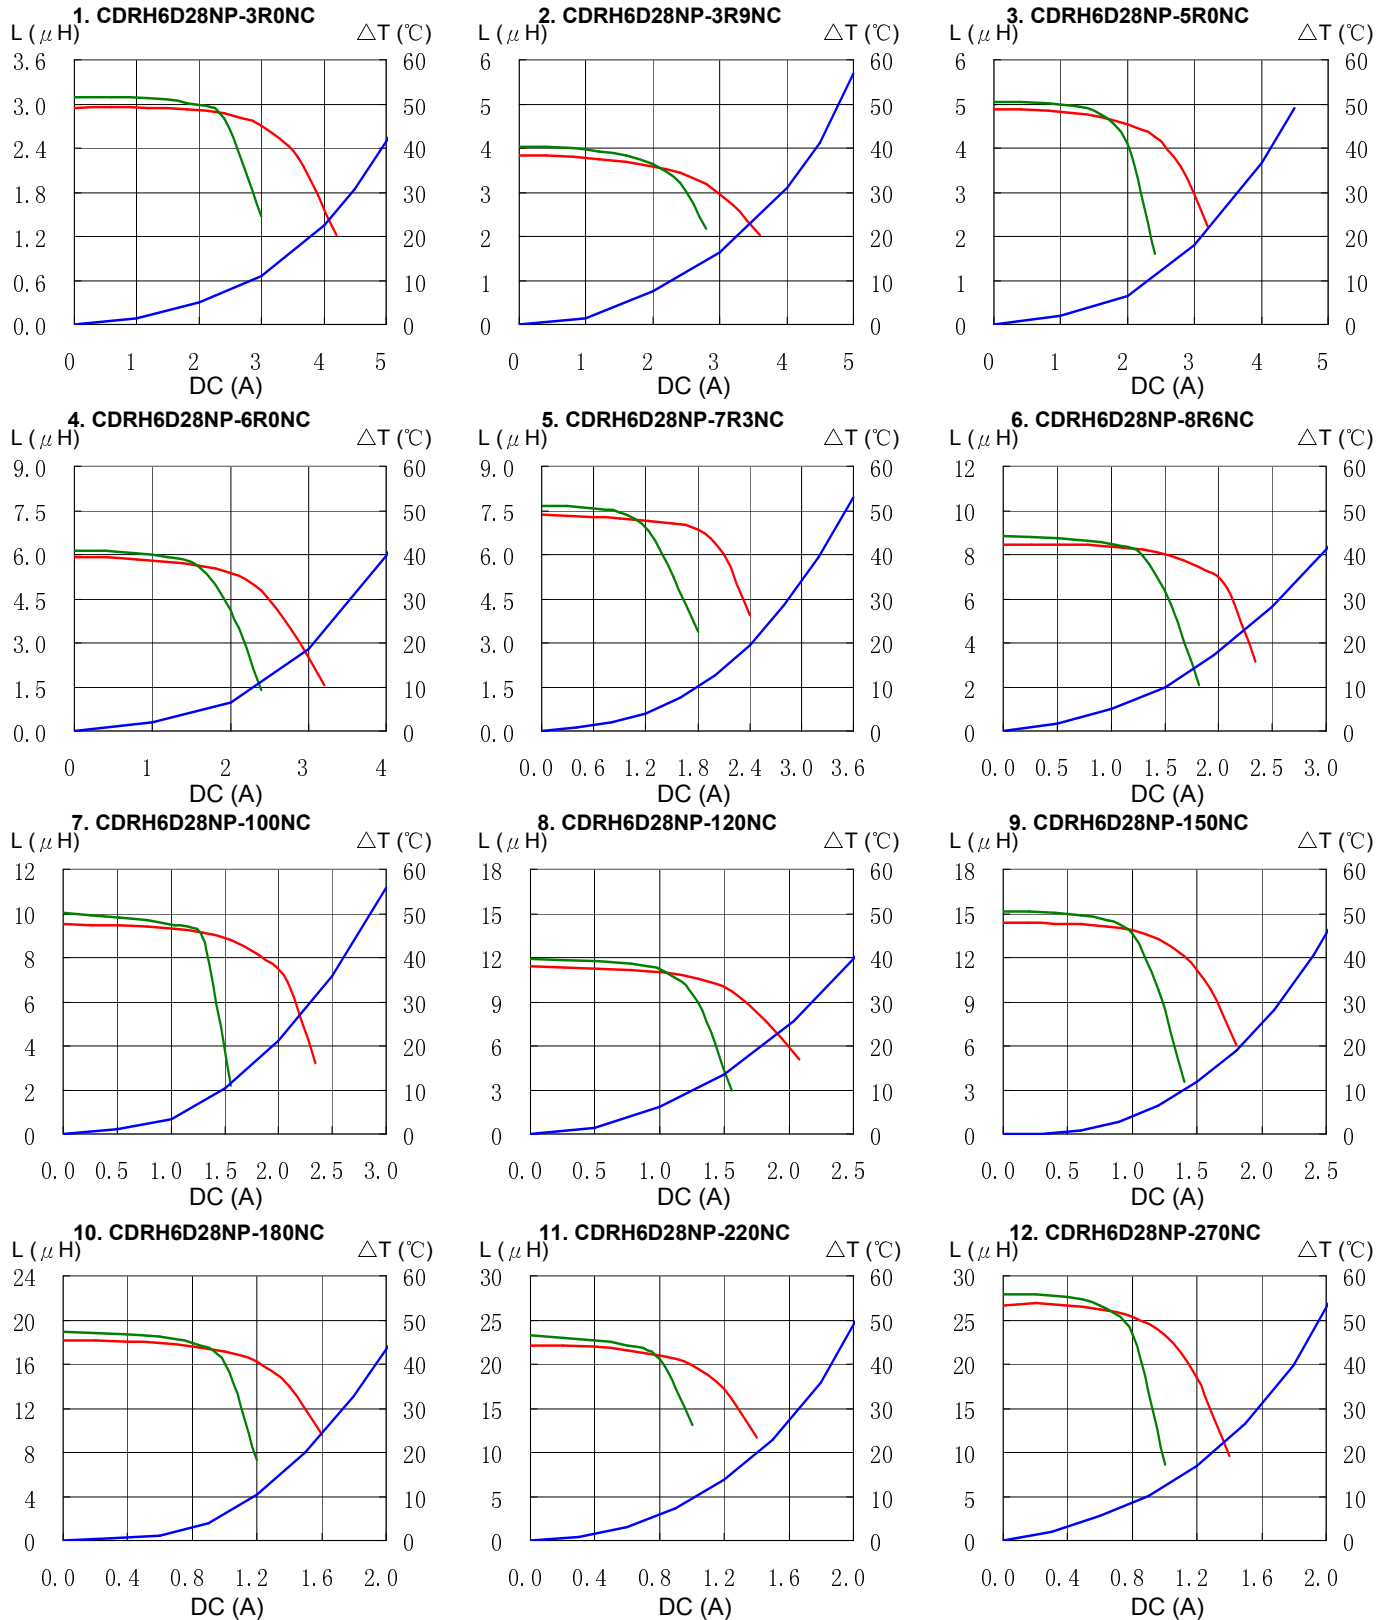 1. CDRH6D28NP-3R0NC
L (μH) △T (℃)
3.6 60
3.0 50
2.4 40
1.8 30
1.2 20
0.6 10
0.0 0
0 1 2 3 4 5
DC (A)
2. CDRH6D28NP-3R9NC
L (μH) △T (℃)
6 60
5 50
4 40
3 30
2 20
1 10
0 0
0 1 2 3 4 5
DC (A)
3. CDRH6D28NP-5R0NC
L (μH) △T (℃)
6 60
5 50
4 40
3 30
2 20
1 10
0 0
0 1 2 3 4 5
DC (A)
4. CDRH6D28NP-6R0NC
L (μH) △T (℃)
9.0 60
7.5 50
6.0 40
4.5 30
3.0 20
1.5 10
0.0 0
0 1 2 3 4
DC (A)
5. CDRH6D28NP-7R3NC
L (μH) △T (℃)
9.0 60
7.5 50
6.0 40
4.5 30
3.0 20
1.5 10
0.0 0
0.0 0.6 1.2 1.8 2.4 3.0 3.6
DC (A)
6. CDRH6D28NP-8R6NC
L (μH) △T (℃)
12 60
10 50
8 40
6 30
4 20
2 10
0 0
0.0 0.5 1.0 1.5 2.0 2.5 3.0
DC (A)
7. CDRH6D28NP-100NC
L (μH) △T (℃)
12 60
10 50
8 40
6 30
4 20
2 10
0 0
0.0 0.5 1.0 1.5 2.0 2.5 3.0
DC (A)
8. CDRH6D28NP-120NC
L (μH) △T (℃)
18 60
15 50
12 40
9 30
6 20
3 10
0 0
0.0 0.5 1.0 1.5 2.0 2.5
DC (A)
9. CDRH6D28NP-150NC
L (μH) △T (℃)
18 60
15 50
12 40
9 30
6 20
3 10
0 0
0.0 0.5 1.0 1.5 2.0 2.5
DC (A)
10. CDRH6D28NP-180NC
L (μH) △T (℃)
24 60
20 50
16 40
12 30
8 20
4 10
0 0
0.0 0.4 0.8 1.2 1.6 2.0
DC (A)
11. CDRH6D28NP-220NC
L (μH) △T (℃)
30 60
25 50
20 40
15 30
10 20
5 10
0 0
0.0 0.4 0.8 1.2 1.6 2.0
DC (A)
12. CDRH6D28NP-270NC
L (μH) △T (℃)
30 60
25 50
20 40
15 30
10 20
5 10
0 0
0.0 0.4 0.8 1.2 1.6 2.0
DC (A)